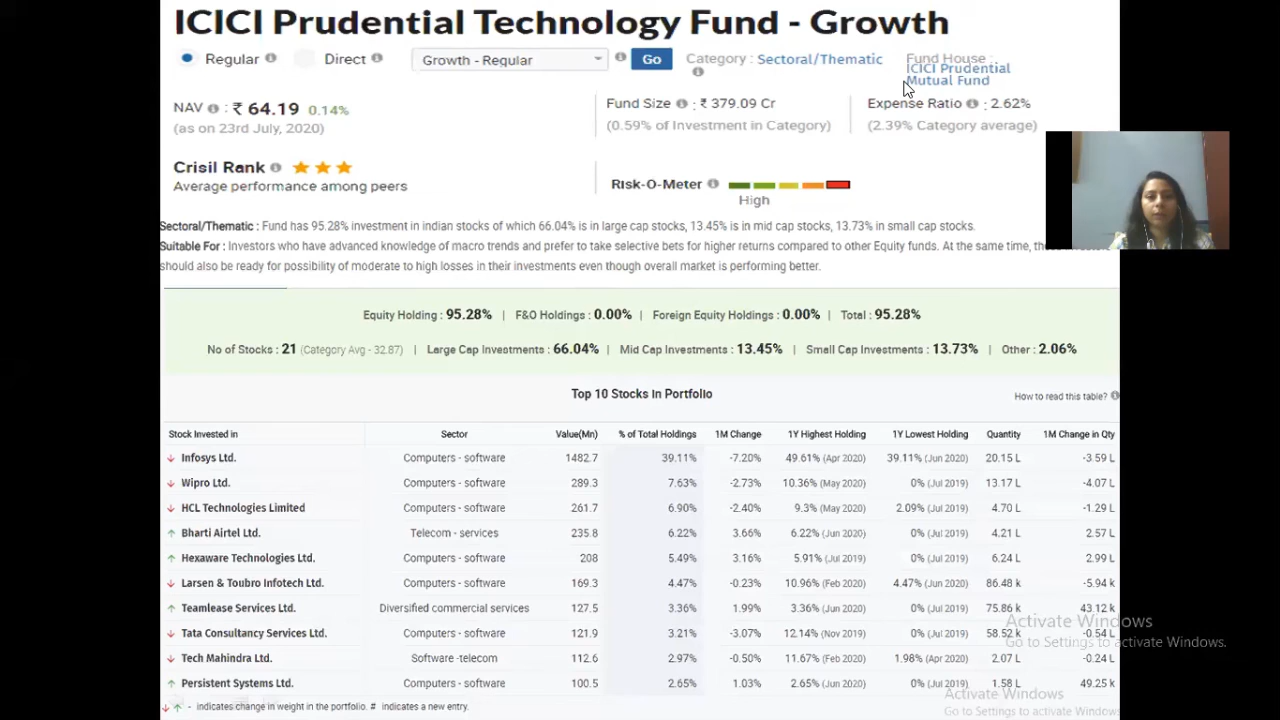 ICICI Prudential Technology Fund - Growth
Regular Direct Growth - Regular Go Category : Sectoral/Thematic Fund House :
ICICI Prudential
Mutual Fund
NAV : ₹ 64.19 0.14% Fund Size : ₹ 379.09 Cr Expense Ratio : 2.62%
(as on 23rd July, 2020) (0.59% of Investment in Category) (2.39% Category average)
Crisil Rank ★ ★ ★
Average performance among peers
Risk-O-Meter
High
Sectoral/Thematic : Fund has 95.28% investment in indian stocks of which 66.04% is in large cap stocks, 13.45% is in mid cap stocks, 13.73% in small cap stocks.
Suitable For : Investors who have advanced knowledge of macro trends and prefer to take selective bets for higher returns compared to other Equity funds. At the same time,
should also be ready for possibility of moderate to high losses in their investments even though overall market is performing better.
Equity Holding : 95.28% | F&O Holdings : 0.00% | Foreign Equity Holdings : 0.00% | Total : 95.28%
No of Stocks : 21 (Category Avg - 32.87) | Large Cap Investments : 66.04% | Mid Cap Investments : 13.45% | Small Cap Investments : 13.73% | Other : 2.06%
Top 10 Stocks in Portfolio
How to read this table?
Stock Invested in Sector Value(Mn) % of Total Holdings 1M Change 1Y Highest Holding 1Y Lowest Holding Quantity 1M Change in Qty
↓ Infosys Ltd. Computers - software 1482.7 39.11% -7.20% 49.61% (Apr 2020) 39.11% (Jun 2020) 20.15 L -3.59 L
↓ Wipro Ltd. Computers - software 289.3 7.63% -2.73% 10.36% (May 2020) 0% (Jul 2019) 13.17 L -4.07 L
↓ HCL Technologies Limited Computers - software 261.7 6.90% -2.40% 9.3% (May 2020) 2.09% (Jul 2019) 4.70 L -1.29 L
↑ Bharti Airtel Ltd. Telecom - services 235.8 6.22% 3.66% 6.22% (Jun 2020) 0% (Jul 2019) 4.21 L 2.57 L
↑ Hexaware Technologies Ltd. Computers - software 208 5.49% 3.16% 5.91% (Jul 2019) 0% (Jul 2019) 6.24 L 2.99 L
↓ Larsen & Toubro Infotech Ltd. Computers - software 169.3 4.47% -0.23% 10.96% (Feb 2020) 4.47% (Jun 2020) 86.48 k -5.94 k
↑ Teamlease Services Ltd. Diversified commercial services 127.5 3.36% 1.99% 3.36% (Jun 2020) 0% (Jul 2019) 75.86 k 43.12 k
↓ Tata Consultancy Services Ltd. Computers - software 121.9 3.21% -3.07% 12.14% (Nov 2019) 0% (Jul 2019) 58.52 k -0.54 L
↓ Tech Mahindra Ltd. Software -telecom 112.6 2.97% -0.50% 11.67% (Feb 2020) 1.98% (Apr 2020) 2.07 L -0.24 L
↑ Persistent Systems Ltd. Computers - software 100.5 2.65% 1.03% 2.65% (Jun 2020) 0% (Jul 2019) 1.58 L 49.25 k
↓ ↑ - indicates change in weight in the portfolio. # indicates a new entry.
Activate Windows
Go to Settings to activate Windows.
Activate Windows
Go to Settings to activate Windows